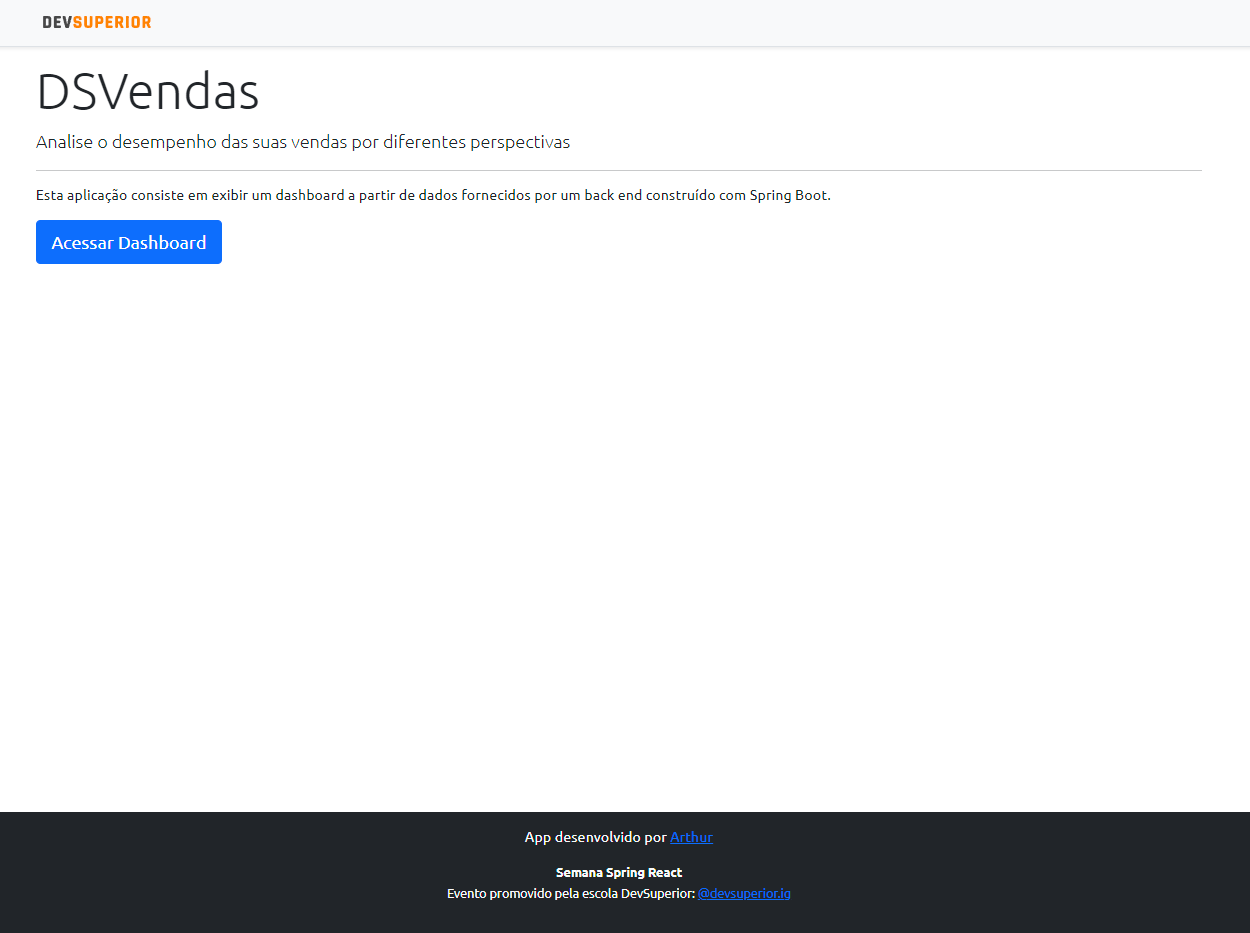 DEVSUPERIOR
DSVendas
Analise o desempenho das suas vendas por diferentes perspectivas
Esta aplicação consiste em exibir um dashboard a partir de dados fornecidos por um back end construído com Spring Boot.
Acessar Dashboard
App desenvolvido por Arthur
Semana Spring React
Evento promovido pela escola DevSuperior: @devsuperior.ig